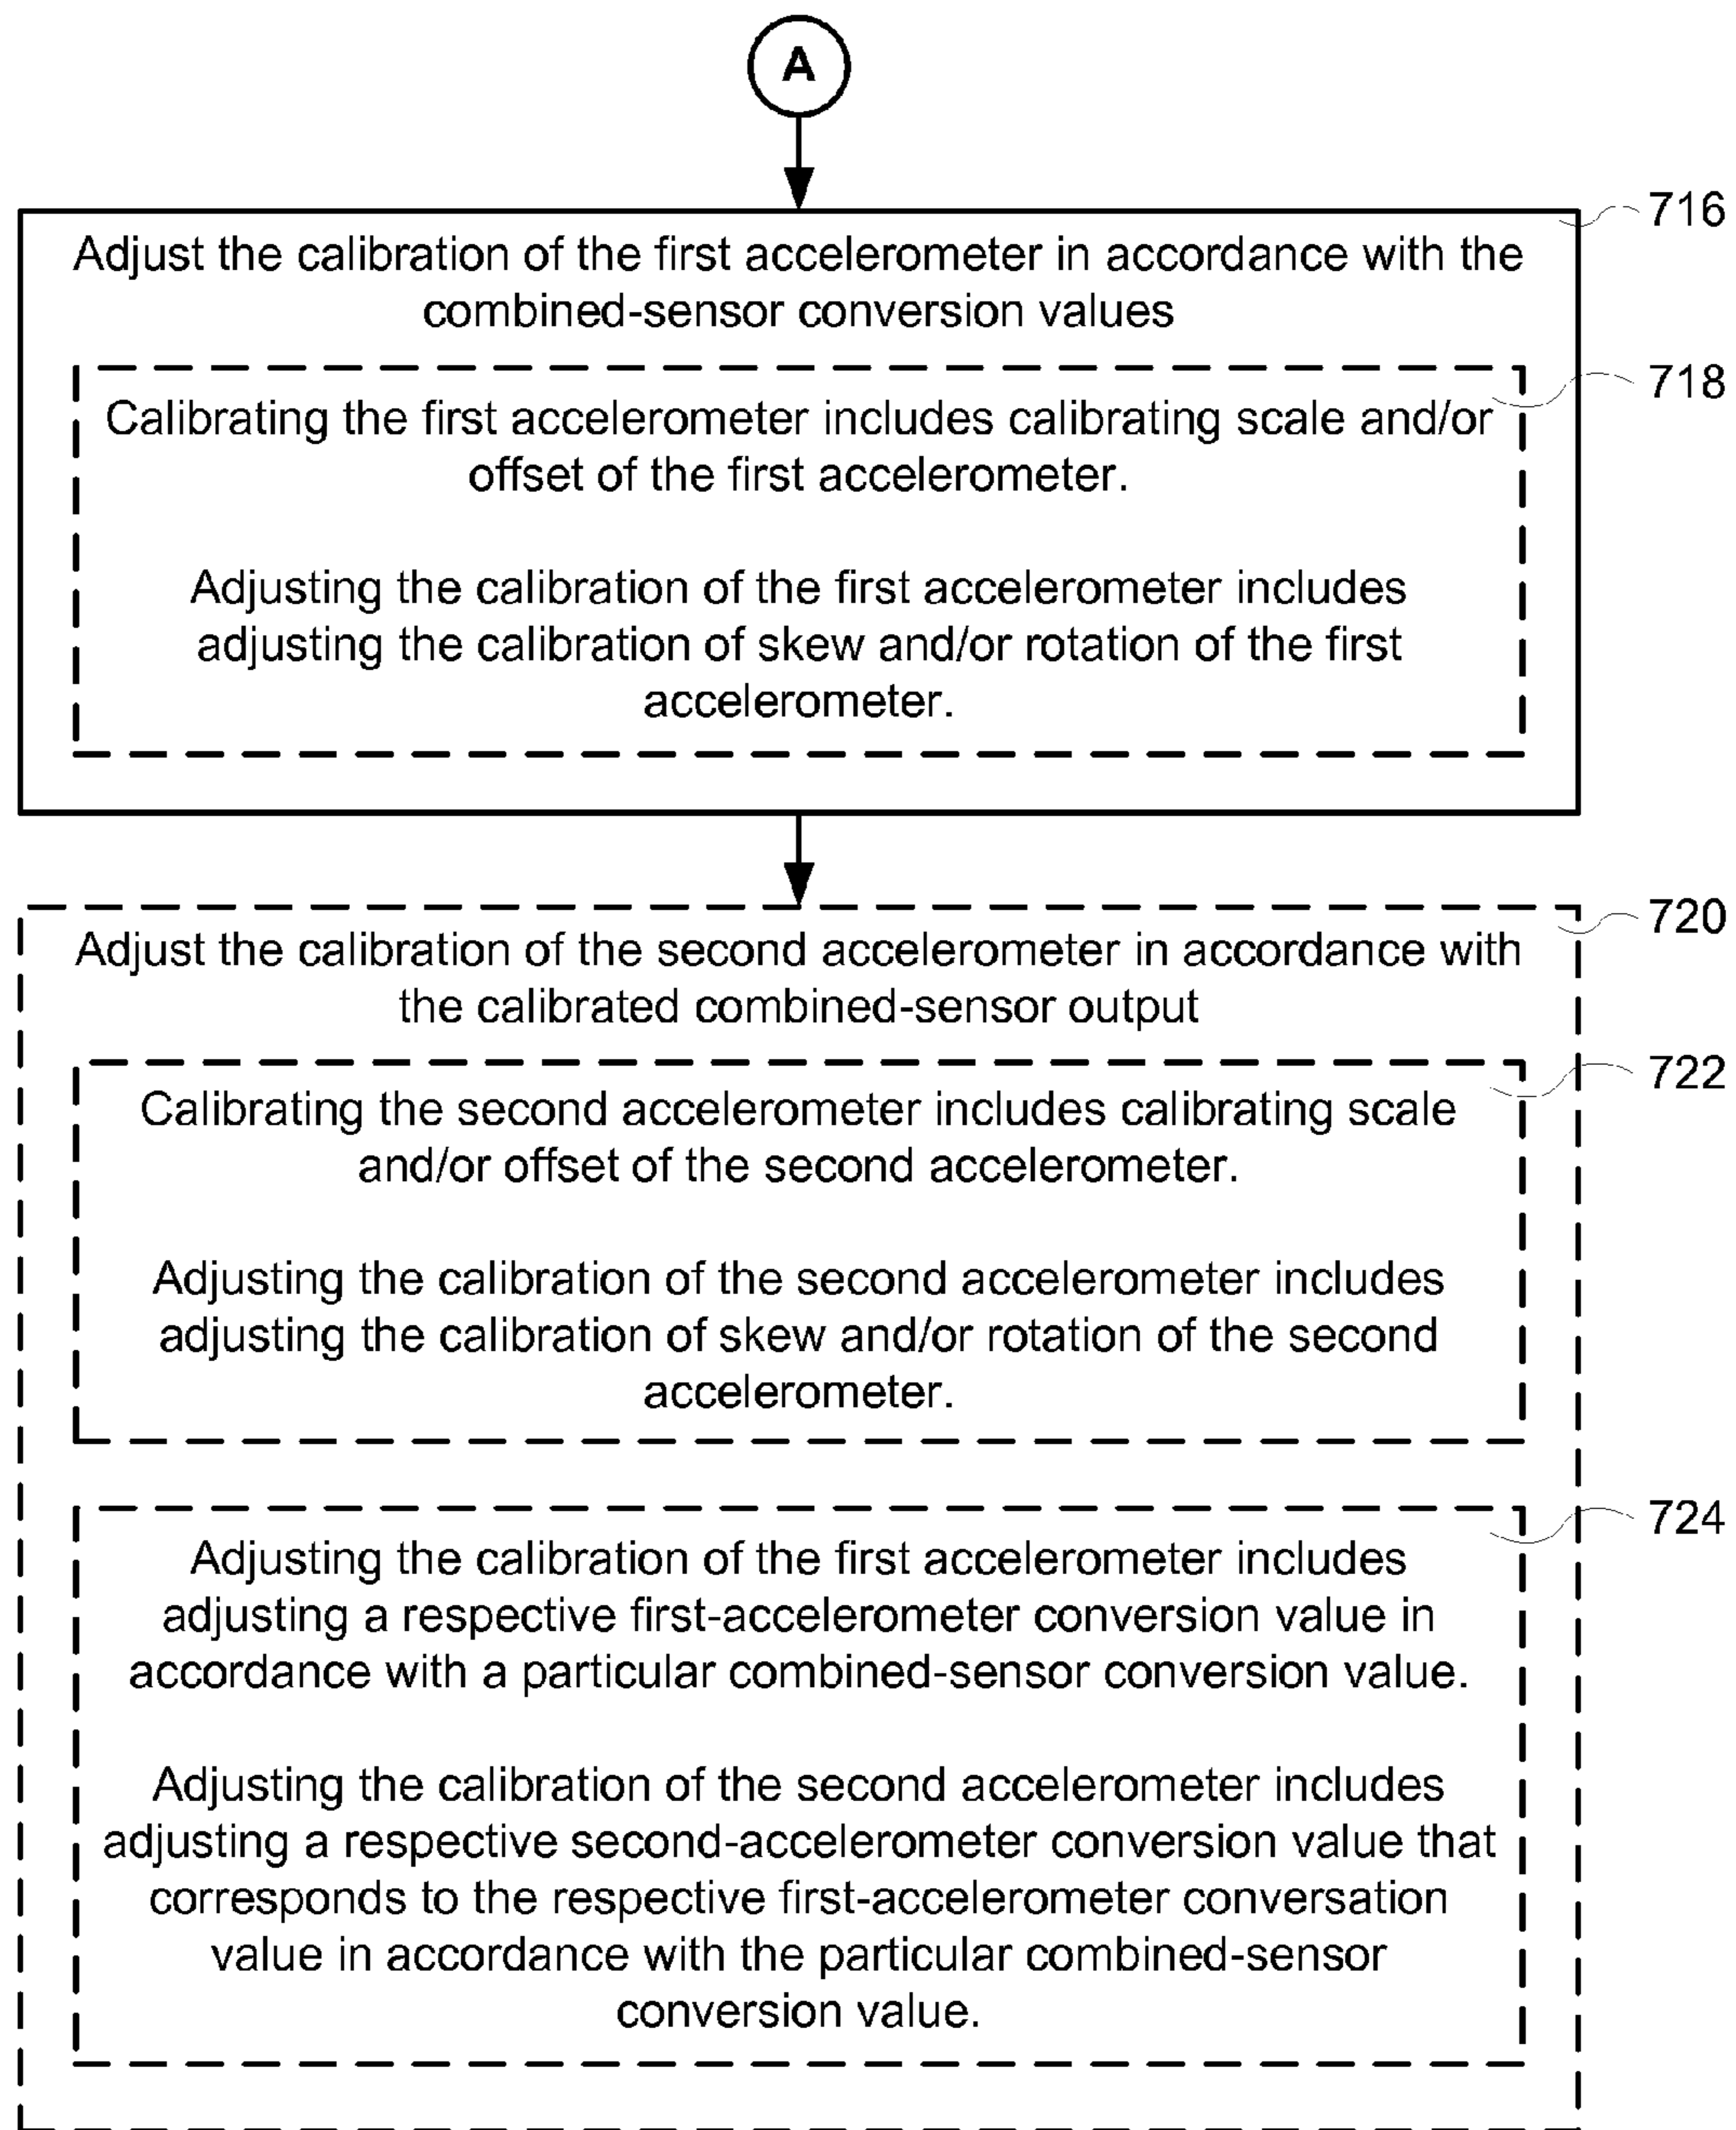 A
716
Adjust the calibration of the first accelerometer in accordance with the
combined-sensor conversion values
718
Calibrating the first accelerometer includes calibrating scale and/or
offset of the first accelerometer.
Adjusting the calibration of the first accelerometer includes
adjusting the calibration of skew and/or rotation of the first
accelerometer.
720
Adjust the calibration of the second accelerometer in accordance with
the calibrated combined-sensor output
722
Calibrating the second accelerometer includes calibrating scale
and/or offset of the second accelerometer.
Adjusting the calibration of the second accelerometer includes
adjusting the calibration of skew and/or rotation of the second
accelerometer.
724
Adjusting the calibration of the first accelerometer includes
adjusting a respective first-accelerometer conversion value in
accordance with a particular combined-sensor conversion value.
Adjusting the calibration of the second accelerometer includes
adjusting a respective second-accelerometer conversion value that
corresponds to the respective first-accelerometer conversation
value in accordance with the particular combined-sensor
conversion value.